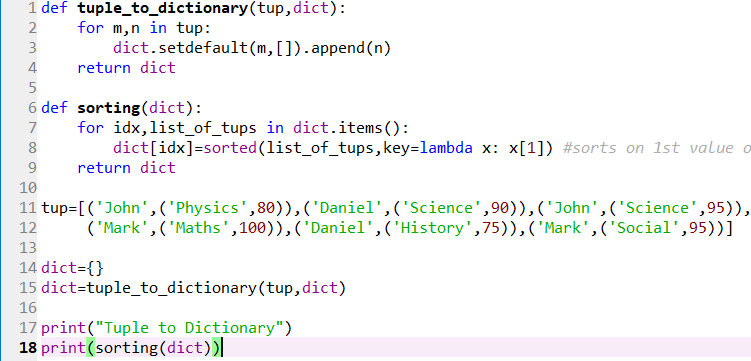 1 def tuple_to_dictionary(tup,dict):
2     for m,n in tup:
3         dict.setdefault(m,[]).append(n)
4     return dict
5
6 def sorting(dict):
7     for idx,list_of_tups in dict.items():
8         dict[idx]=sorted(list_of_tups,key=lambda x: x[1]) #sorts on 1st value o
9     return dict
10
11 tup=[('John',('Physics',80)),('Daniel',('Science',90)),('John',('Science',95)),
12      ('Mark',('Maths',100)),('Daniel',('History',75)),('Mark',('Social',95))]
13
14 dict={}
15 dict=tuple_to_dictionary(tup,dict)
16
17 print("Tuple to Dictionary")
18 print(sorting(dict))